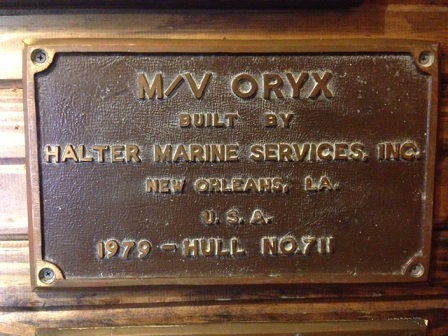 M/V ORYX
BUILT BY
HALTER MARINE SERVICES, INC.
NEW ORLEANS, LA.
U.S.A.
1979 - HULL NO.711